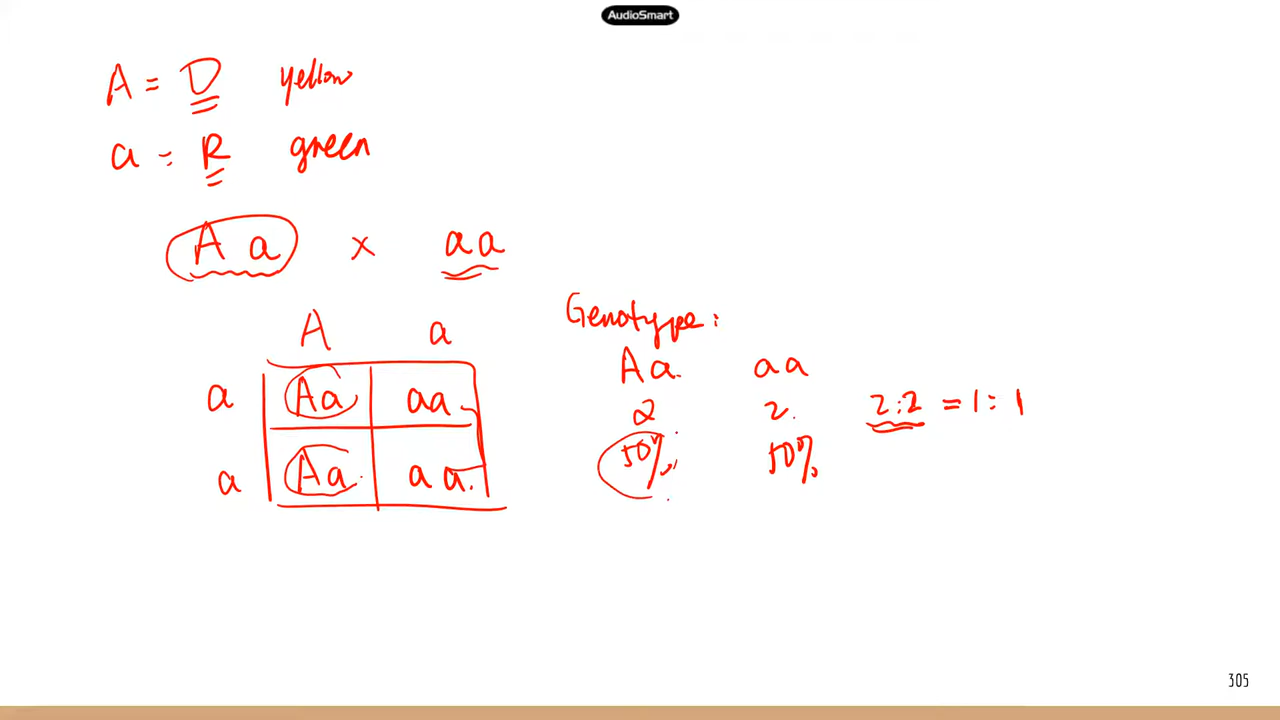 AudioSmart
A = D yellow
a = R green
A a x aa
Genotype:
A a
a Aa aa
a Aa aa
Aa. aa
2 2. 2:2 = 1:1
50% 50%
305